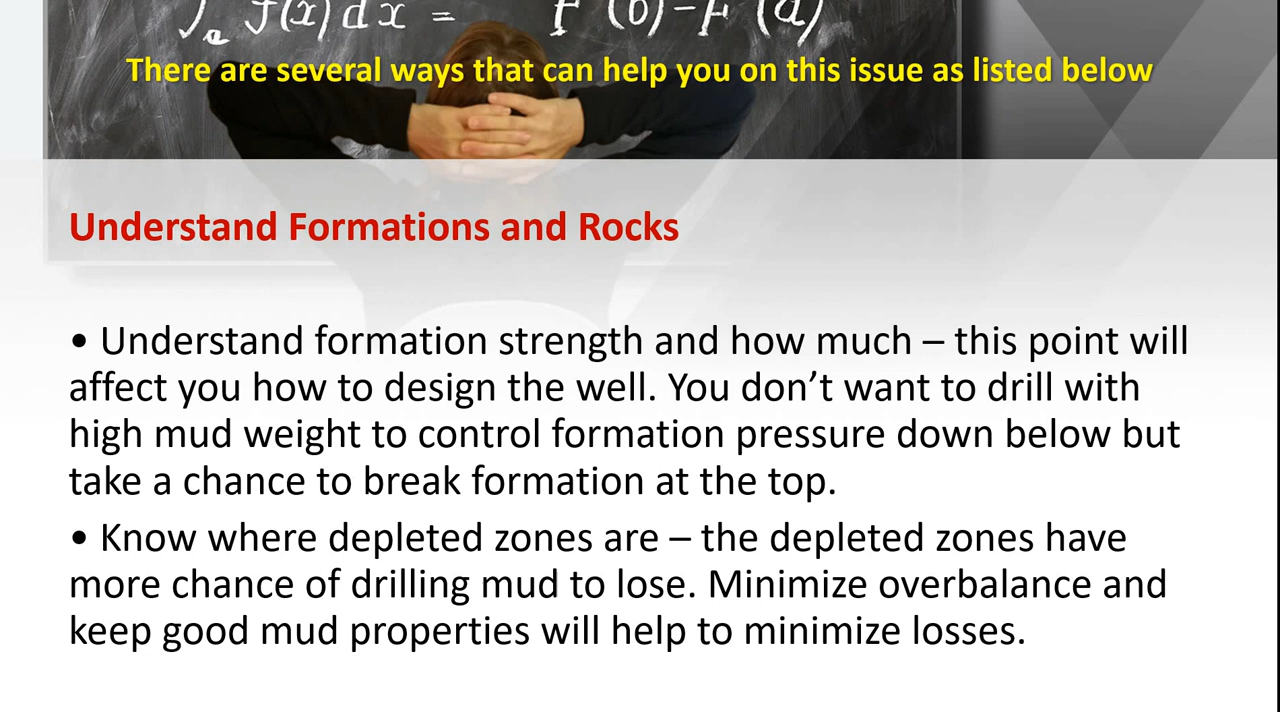 ∫a f(x) dx = F (b) – F (a)
There are several ways that can help you on this issue as listed below
Understand Formations and Rocks
• Understand formation strength and how much – this point will
affect you how to design the well. You don’t want to drill with
high mud weight to control formation pressure down below but
take a chance to break formation at the top.
• Know where depleted zones are – the depleted zones have
more chance of drilling mud to lose. Minimize overbalance and
keep good mud properties will help to minimize losses.